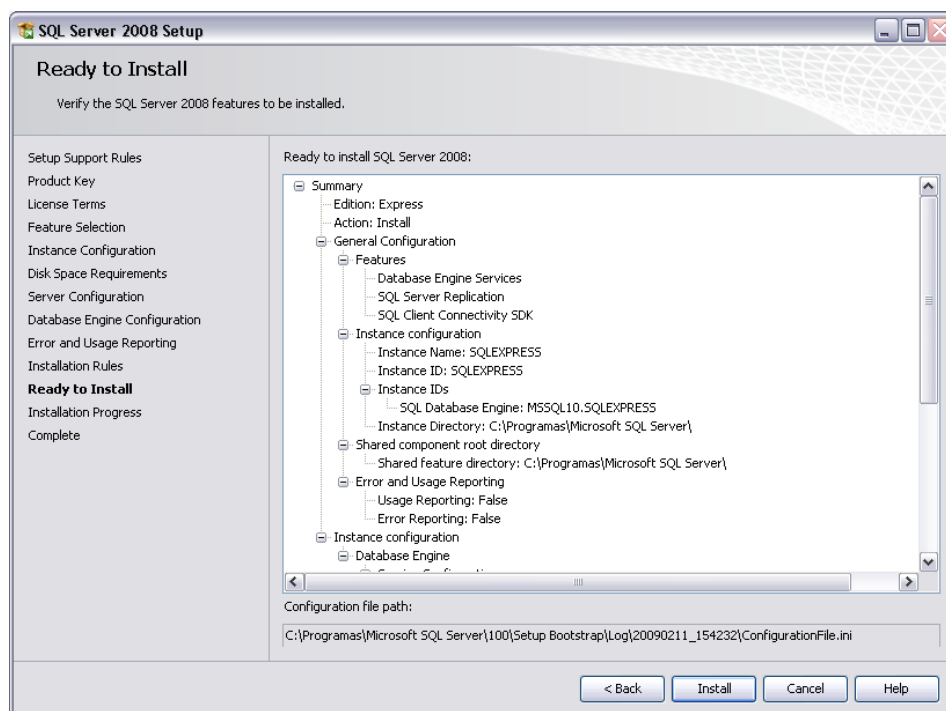 SQL Server 2008 Setup
Ready to Install
Verify the SQL Server 2008 features to be installed.
Setup Support Rules
Product Key
License Terms
Feature Selection
Instance Configuration
Disk Space Requirements
Server Configuration
Database Engine Configuration
Error and Usage Reporting
Installation Rules
Ready to Install
Installation Progress
Complete
Ready to install SQL Server 2008:
Summary
Edition: Express
Action: Install
General Configuration
Features
Database Engine Services
SQL Server Replication
SQL Client Connectivity SDK
Instance configuration
Instance Name: SQLEXPRESS
Instance ID: SQLEXPRESS
Instance IDs
SQL Database Engine: MSSQL10.SQLEXPRESS
Instance Directory: C:\Programas\Microsoft SQL Server\
Shared component root directory
Shared feature directory: C:\Programas\Microsoft SQL Server\
Error and Usage Reporting
Usage Reporting: False
Error Reporting: False
Instance configuration
Database Engine
Configuration file path:
C:\Programas\Microsoft SQL Server\100\Setup Bootstrap\Log\20090211_154232\ConfigurationFile.ini
< Back
Install
Cancel
Help